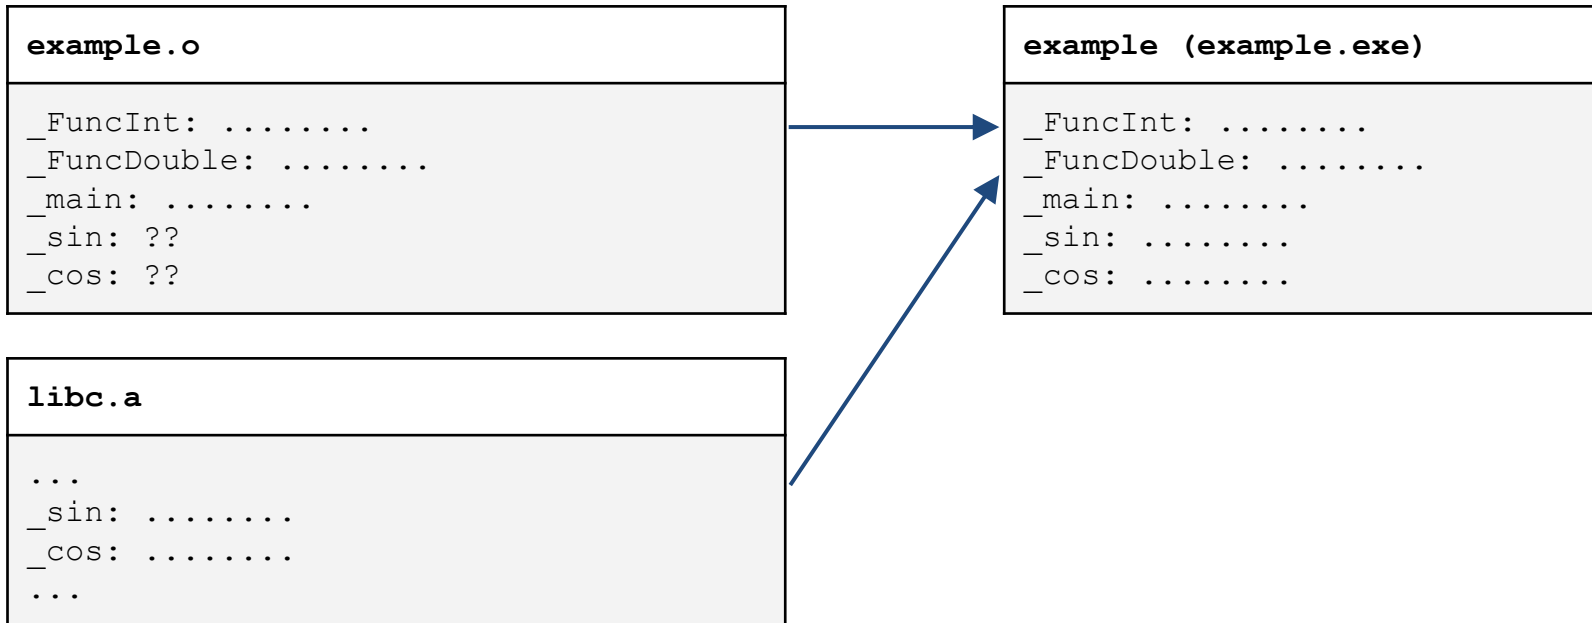 example.o
_FuncInt: ........
_FuncDouble: ........
_main: ........
_sin: ??
_cos: ??
libc.a
...
_sin: ........
_cos: ........
...
example (example.exe)
_FuncInt: ........
_FuncDouble: ........
_main: ........
_sin: ........
_cos: ........